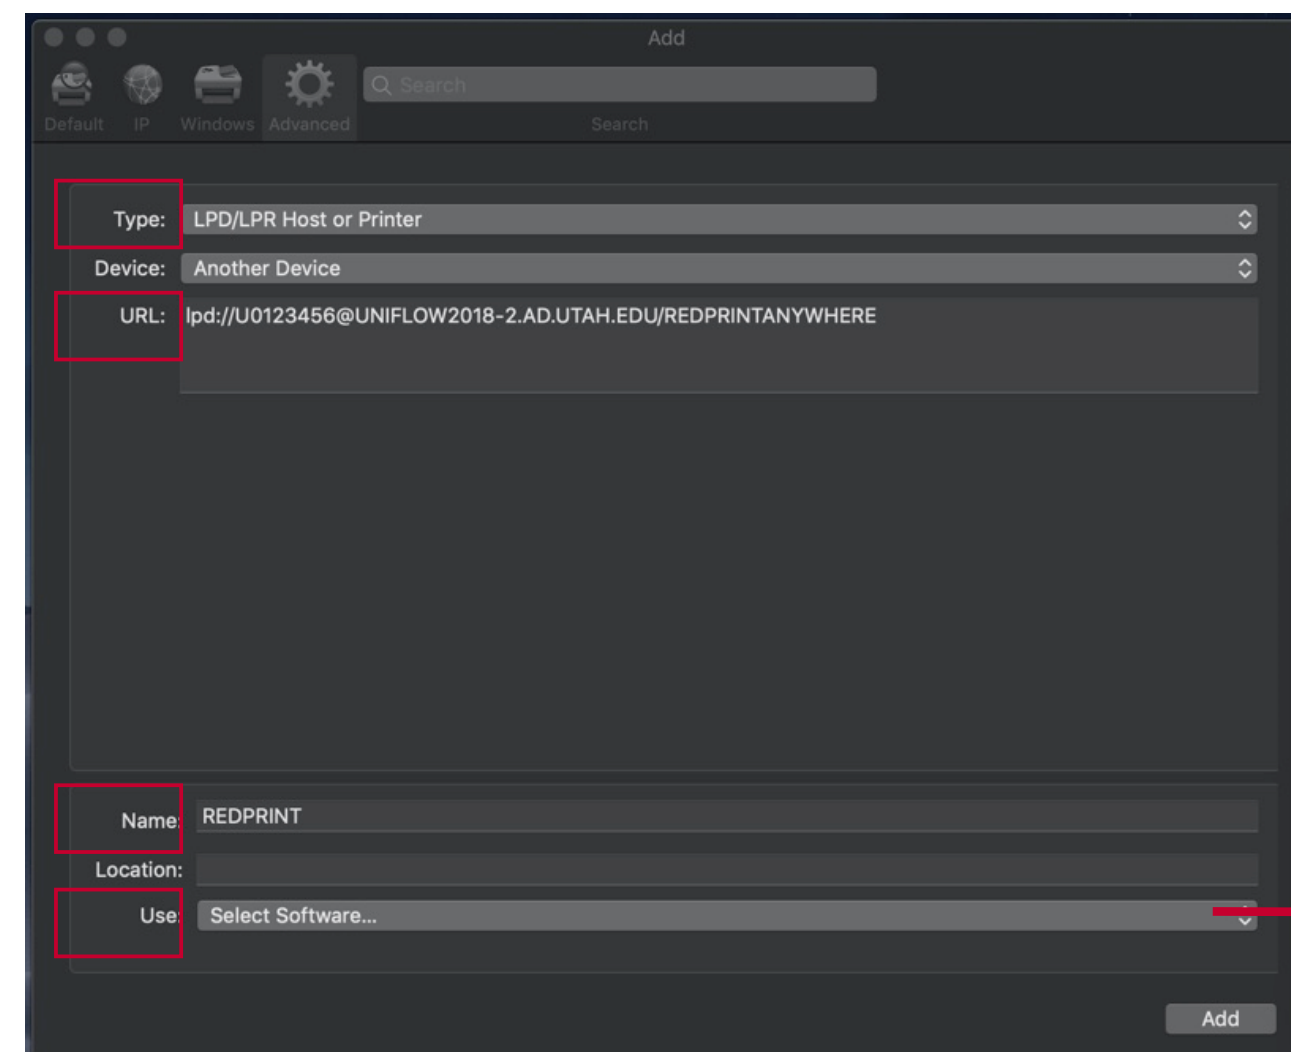 Add
Search
Default IP Windows Advanced Search
Type: LPD/LPR Host or Printer
Device: Another Device
URL: lpd://U0123456@UNIFLOW2018-2.AD.UTAH.EDU/REDPRINTANYWHERE
Name: REDPRINT
Location:
Use: Select Software...
Add